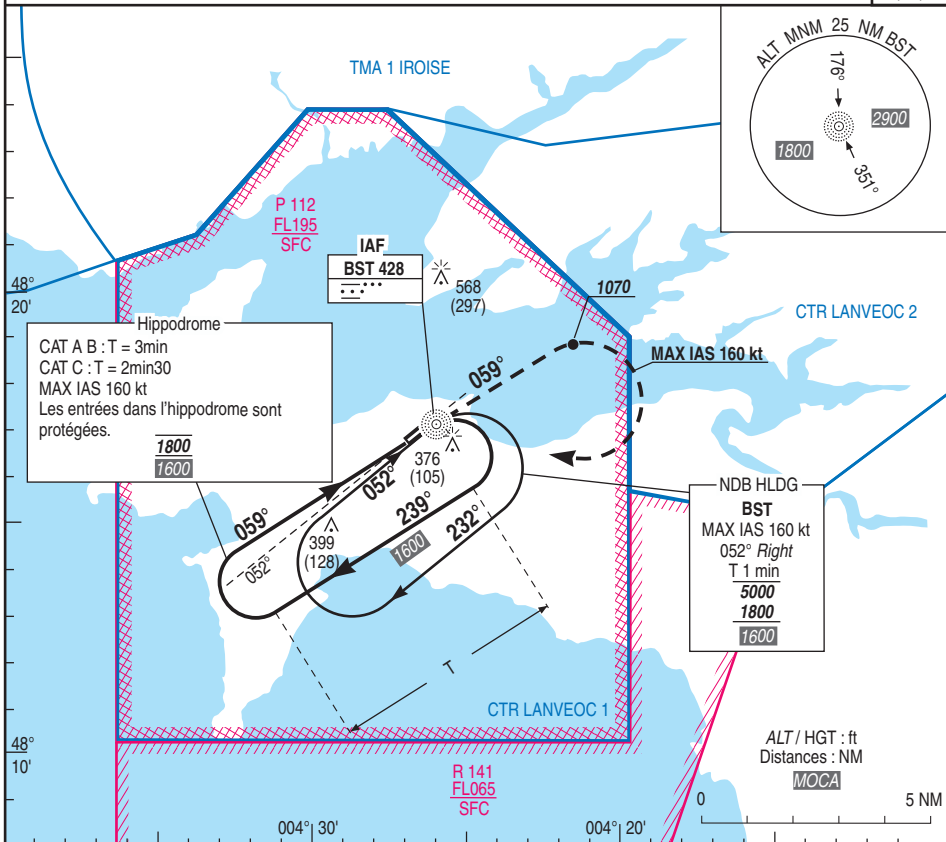 TMA 1 IROISE
ALT MNM 25 NM BST
176°
2900
1800
351°
P 112
FL195
SFC
IAF
BST 428
568
(297)
1070
48°
20'
CTR LANVEOC 2
Hippodrome
CAT A B : T = 3min
CAT C : T = 2min30
MAX IAS 160 kt
Les entrées dans l'hippodrome sont
protégées.
1800
1600
MAX IAS 160 kt
059°
376
(105)
052°
239°
232°
059°
052°
399
(128)
1600
NDB HLDG
BST
MAX IAS 160 kt
052° Right
T 1 min
5000
1800
1600
T
CTR LANVEOC 1
48°
10'
R 141
FL065
SFC
ALT / HGT : ft
Distances : NM
MOCA
0 5 NM
004° 30'
004° 20'